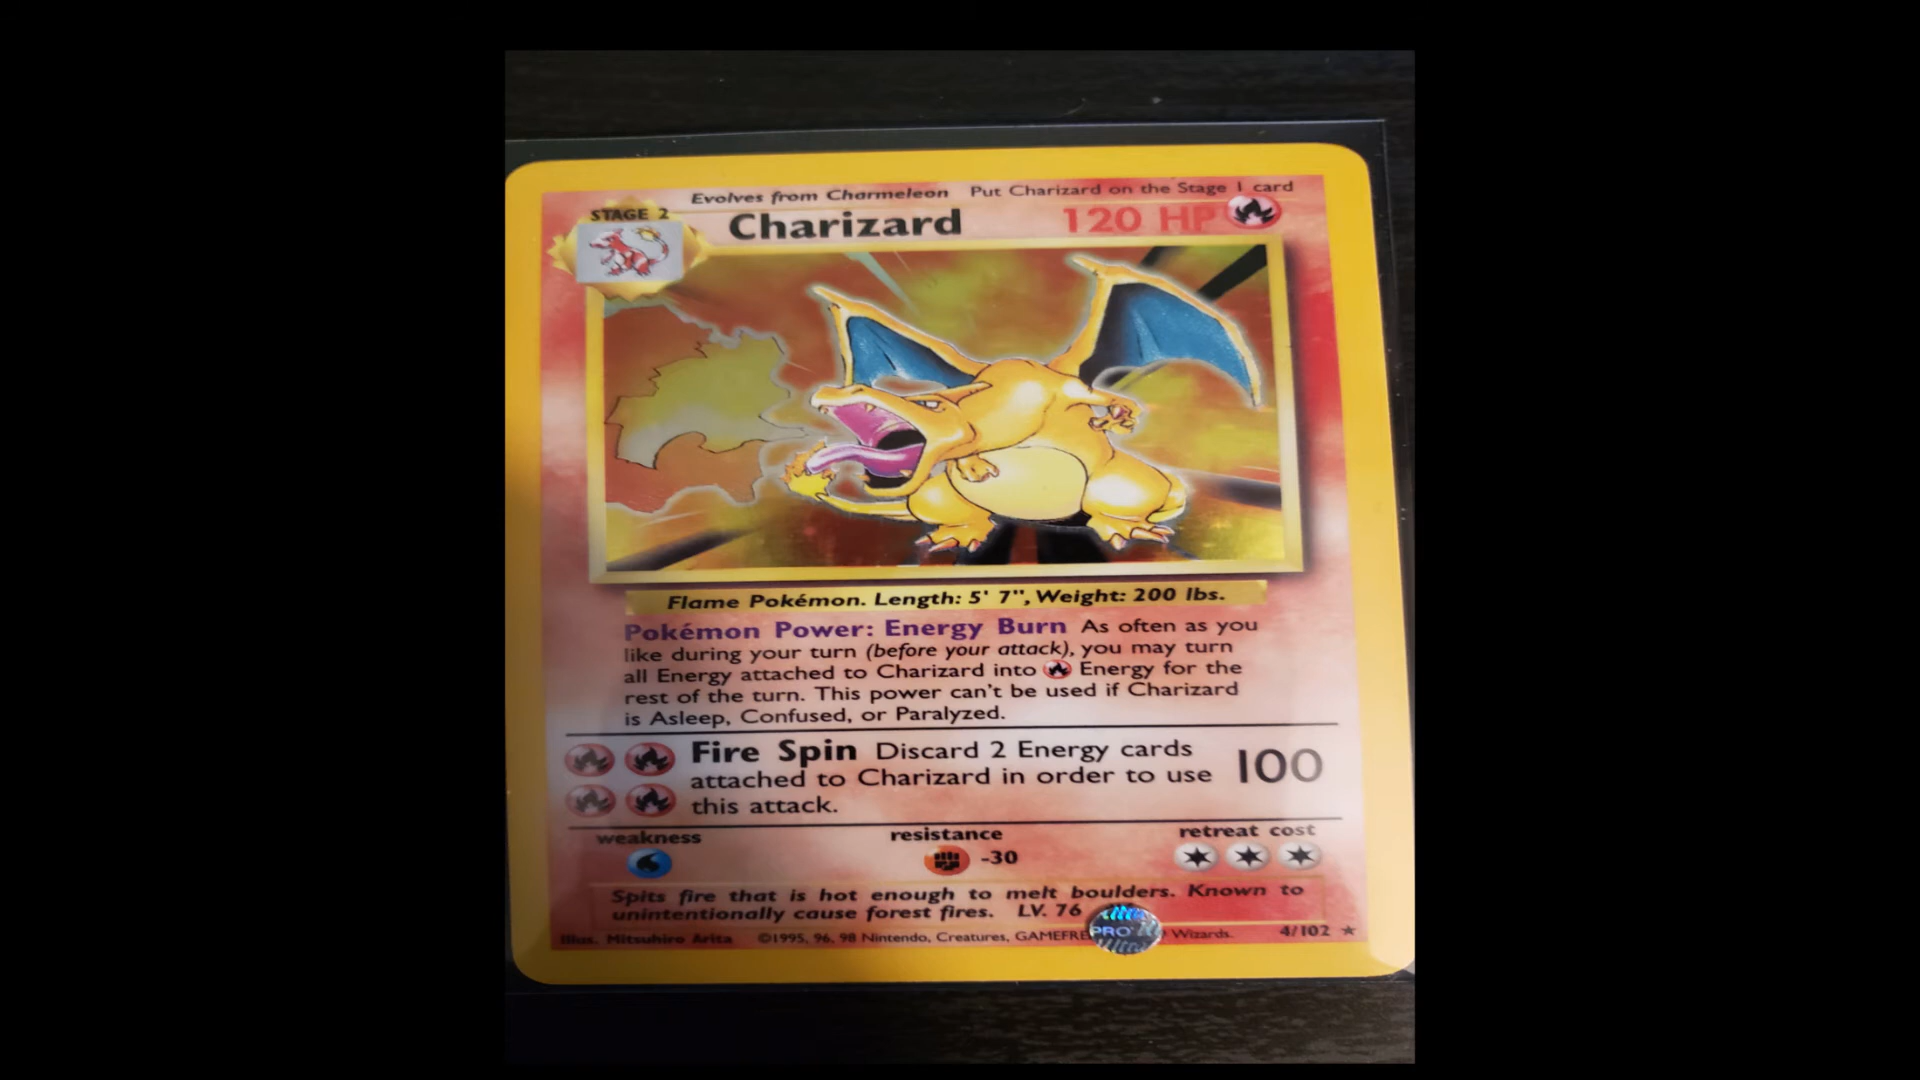 Evolves from Charmeleon Put Charizard on the Stage 1 card
STAGE 2
Charizard 120 HP
Flame Pokémon. Length: 5' 7", Weight: 200 lbs.
Pokémon Power: Energy Burn As often as you
like during your turn (before your attack), you may turn
all Energy attached to Charizard into Energy for the
rest of the turn. This power can't be used if Charizard
is Asleep, Confused, or Paralyzed.
Fire Spin Discard 2 Energy cards
attached to Charizard in order to use
this attack.
100
weakness resistance retreat cost
-30
Spits fire that is hot enough to melt boulders. Known to
unintentionally cause forest fires. LV. 76
PRO
Illus. Mitsuhiro Arita ©1995, 96, 98 Nintendo, Creatures, GAMEFRE Wizards. 4/102